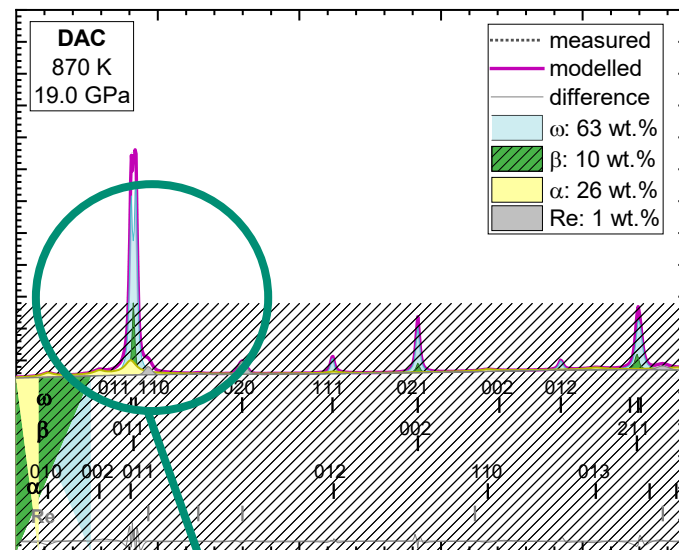 DAC
870 K
19.0 GPa
measured
modelled
difference
ω: 63 wt.%
β: 10 wt.%
α: 26 wt.%
Re: 1 wt.%
ω 011 110 020 111 021 002 012
β 011 002 211
α 010 002 011 012 110 013
Re